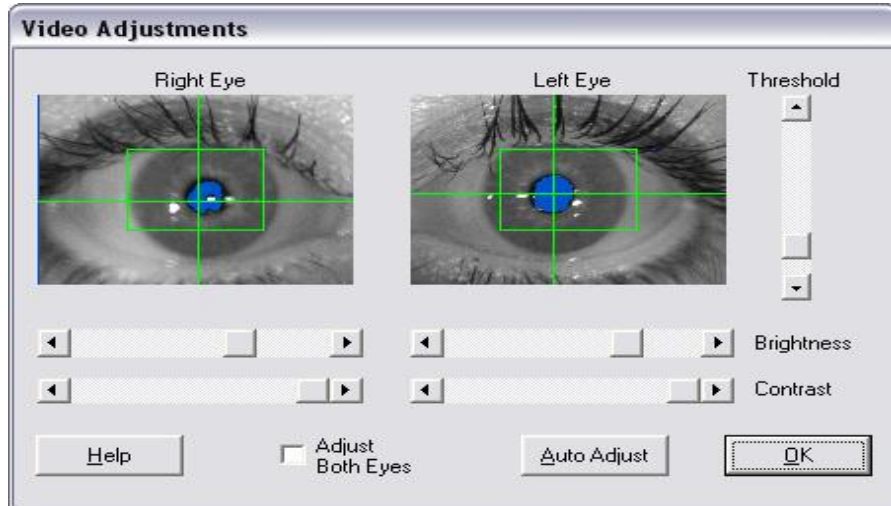 Video Adjustments
Right Eye
Left Eye
Threshold
Brightness
Contrast
Help
Adjust
Both Eyes
Auto Adjust
OK